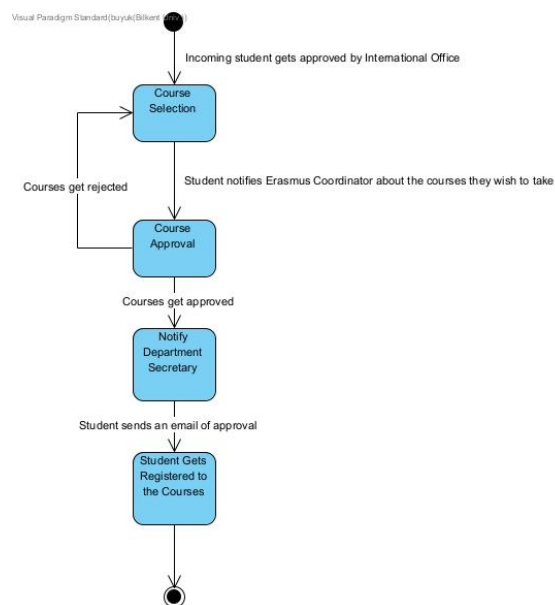 Visual Paradigm Standard(buyuk(Bilkent Univ.))
Incoming student gets approved by International Office
Course
Selection
Student notifies Erasmus Coordinator about the courses they wish to take
Courses get rejected
Course
Approval
Courses get approved
Notify
Department
Secretary
Student sends an email of approval
Student Gets
Registered to
the Courses